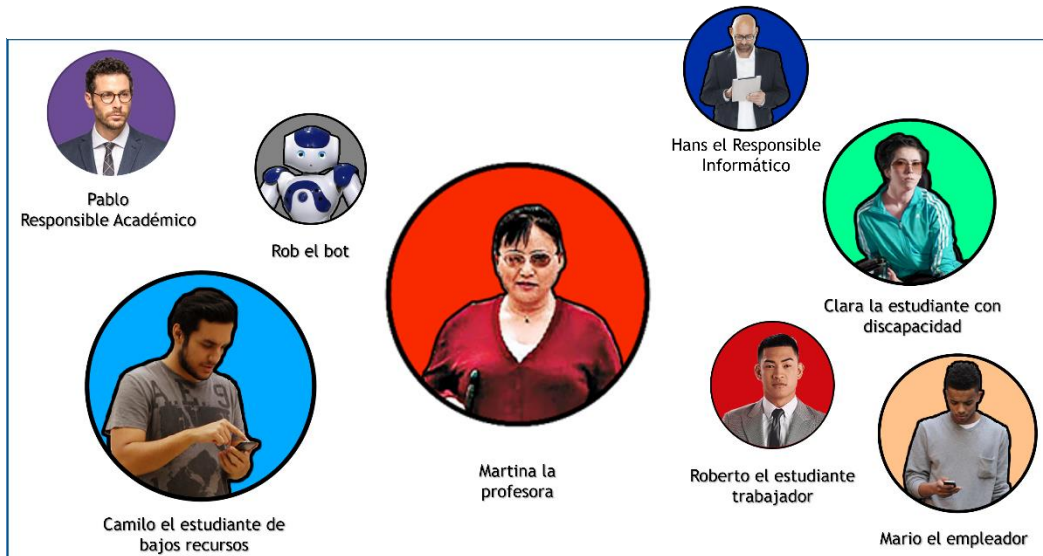 Pablo
Responsible Académico
Rob el bot
Hans el Responsible
Informático
Clara la estudiante con
discapacidad
Martina la
profesora
Roberto el estudiante
trabajador
Camilo el estudiante de
bajos recursos
Mario el empleador